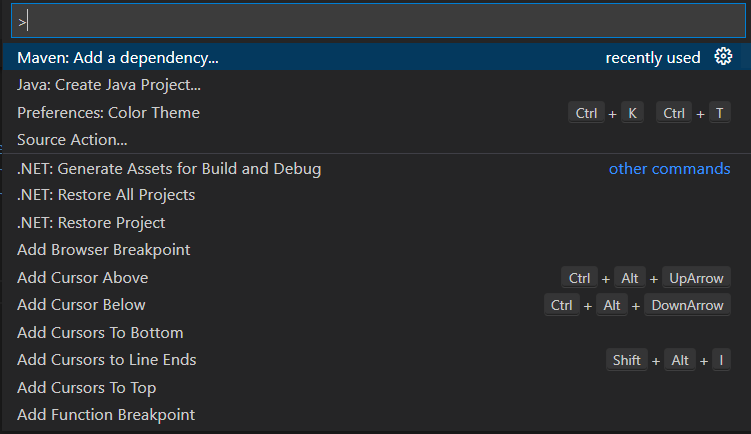 >
Maven: Add a dependency... recently used
Java: Create Java Project...
Preferences: Color Theme Ctrl + K Ctrl + T
Source Action...
.NET: Generate Assets for Build and Debug other commands
.NET: Restore All Projects
.NET: Restore Project
Add Browser Breakpoint
Add Cursor Above Ctrl + Alt + UpArrow
Add Cursor Below Ctrl + Alt + DownArrow
Add Cursors To Bottom
Add Cursors to Line Ends Shift + Alt + I
Add Cursors To Top
Add Function Breakpoint